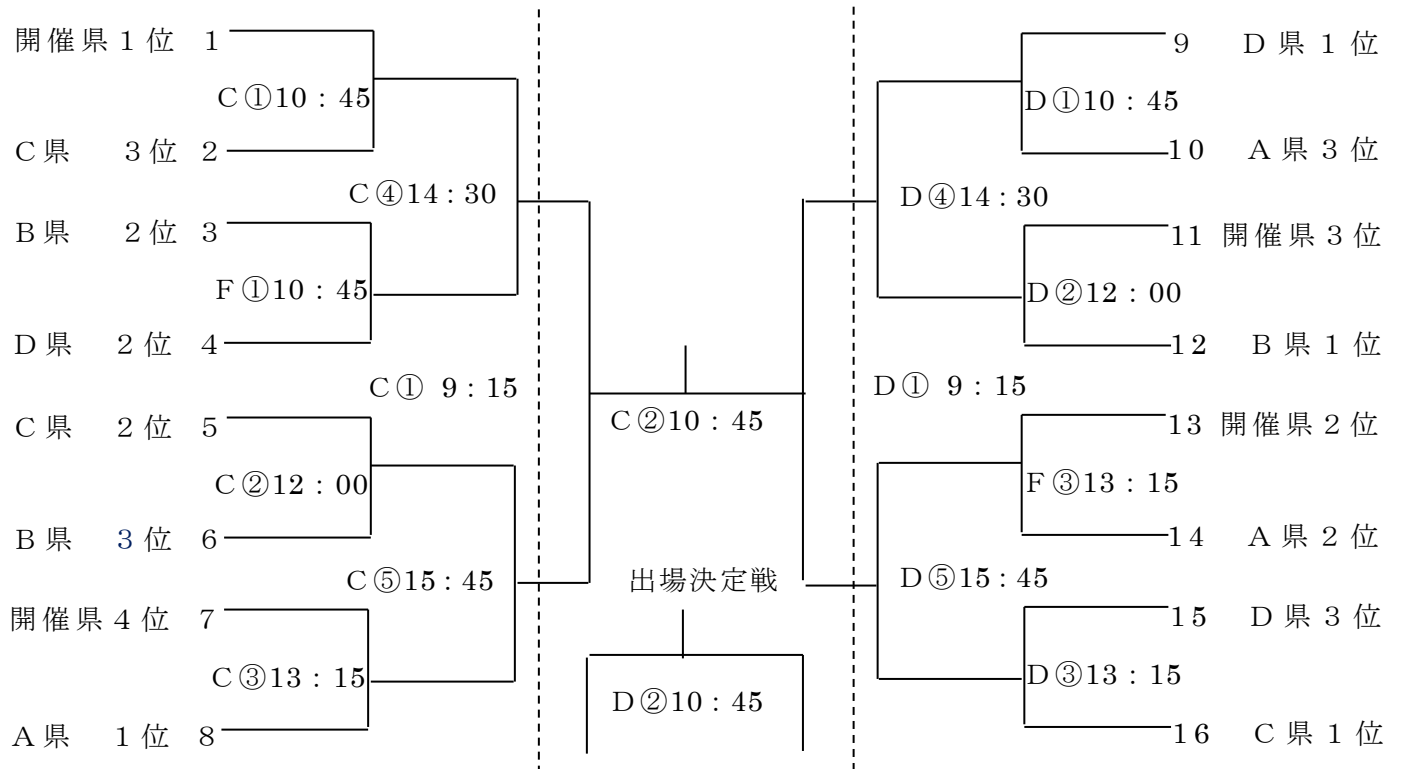 開催県１位 1
C①10：45
C県 3位 2
C④14：30
B県 2位 3
F①10：45
D県 2位 4
C① 9：15
C県 2位 5
C②12：00
B県 3位 6
C⑤15：45
開催県４位 7
C③13：15
A県 1位 8
C②10：45
出場決定戦
D②10：45
9 D県１位
D①10：45
10 A県３位
D④14：30
11 開催県３位
D②12：00
12 B県１位
D① 9：15
13 開催県２位
F③13：15
14 A県２位
D⑤15：45
15 D県３位
D③13：15
16 C県１位